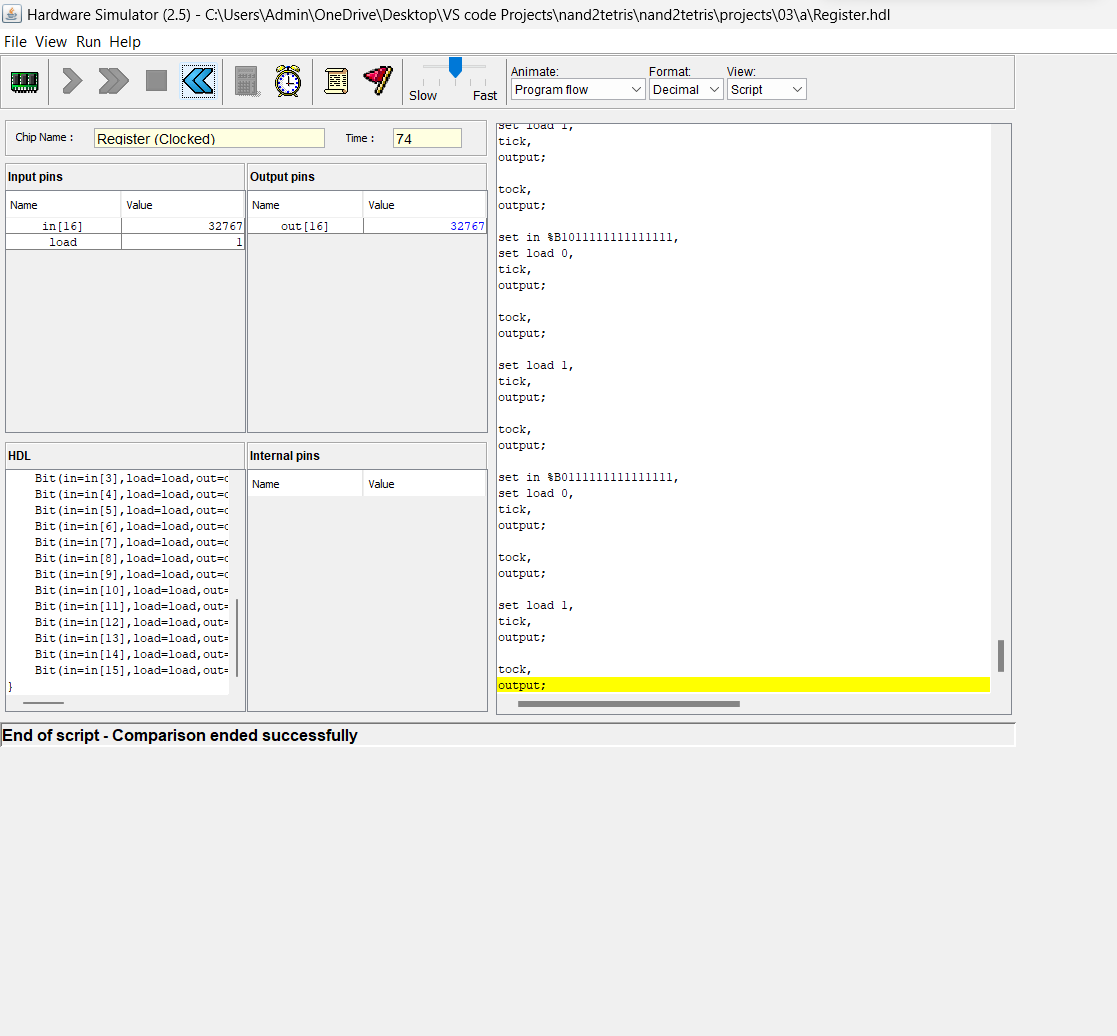 Hardware Simulator (2.5) - C:\Users\Admin\OneDrive\Desktop\VS code Projects\nand2tetris\nand2tetris\projects\03\a\Register.hdl
File View Run Help
Slow Fast
Animate: Format: View:
Program flow Decimal Script
Chip Name : Register (Clocked) Time : 74
Input pins
Name Value
in[16] 32767
load 1
Output pins
Name Value
out[16] 32767
HDL
Bit(in=in[3],load=load,out=
Bit(in=in[4],load=load,out=
Bit(in=in[5],load=load,out=
Bit(in=in[6],load=load,out=
Bit(in=in[7],load=load,out=
Bit(in=in[8],load=load,out=
Bit(in=in[9],load=load,out=
Bit(in=in[10],load=load,out=
Bit(in=in[11],load=load,out=
Bit(in=in[12],load=load,out=
Bit(in=in[13],load=load,out=
Bit(in=in[14],load=load,out=
Bit(in=in[15],load=load,out=
}
Internal pins
Name Value
set load 1,
tick,
output;
tock,
output;
set in %B1011111111111111,
set load 0,
tick,
output;
tock,
output;
set load 1,
tick,
output;
tock,
output;
set in %B0111111111111111,
set load 0,
tick,
output;
tock,
output;
set load 1,
tick,
output;
tock,
output;
End of script - Comparison ended successfully